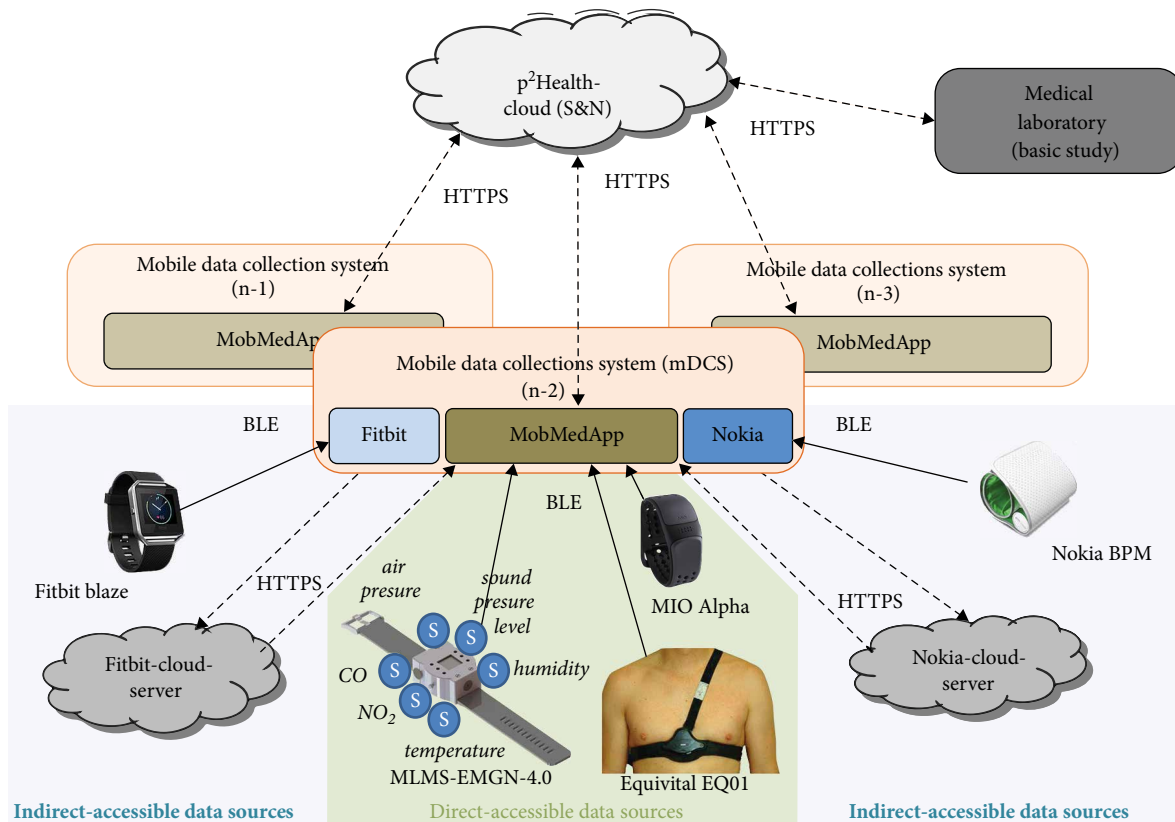 p²Health-
cloud (S&N)
Medical
laboratory
(basic study)
HTTPS
HTTPS
HTTPS
Mobile data collection system
(n-1)
MobMedAp
Mobile data collections system
(n-3)
MobMedApp
Mobile data collections system (mDCS)
(n-2)
Fitbit
MobMedApp
Nokia
BLE
BLE
BLE
Fitbit blaze
HTTPS
Fitbit-cloud-
server
air
presure
sound
presure
level
S
S
S
S
S
S
humidity
CO
NO₂
temperature
MLMS-EMGN-4.0
MIO Alpha
Equivital EQ01
Nokia BPM
HTTPS
Nokia-cloud-
server
Indirect-accessible data sources
Direct-accessible data sources
Indirect-accessible data sources